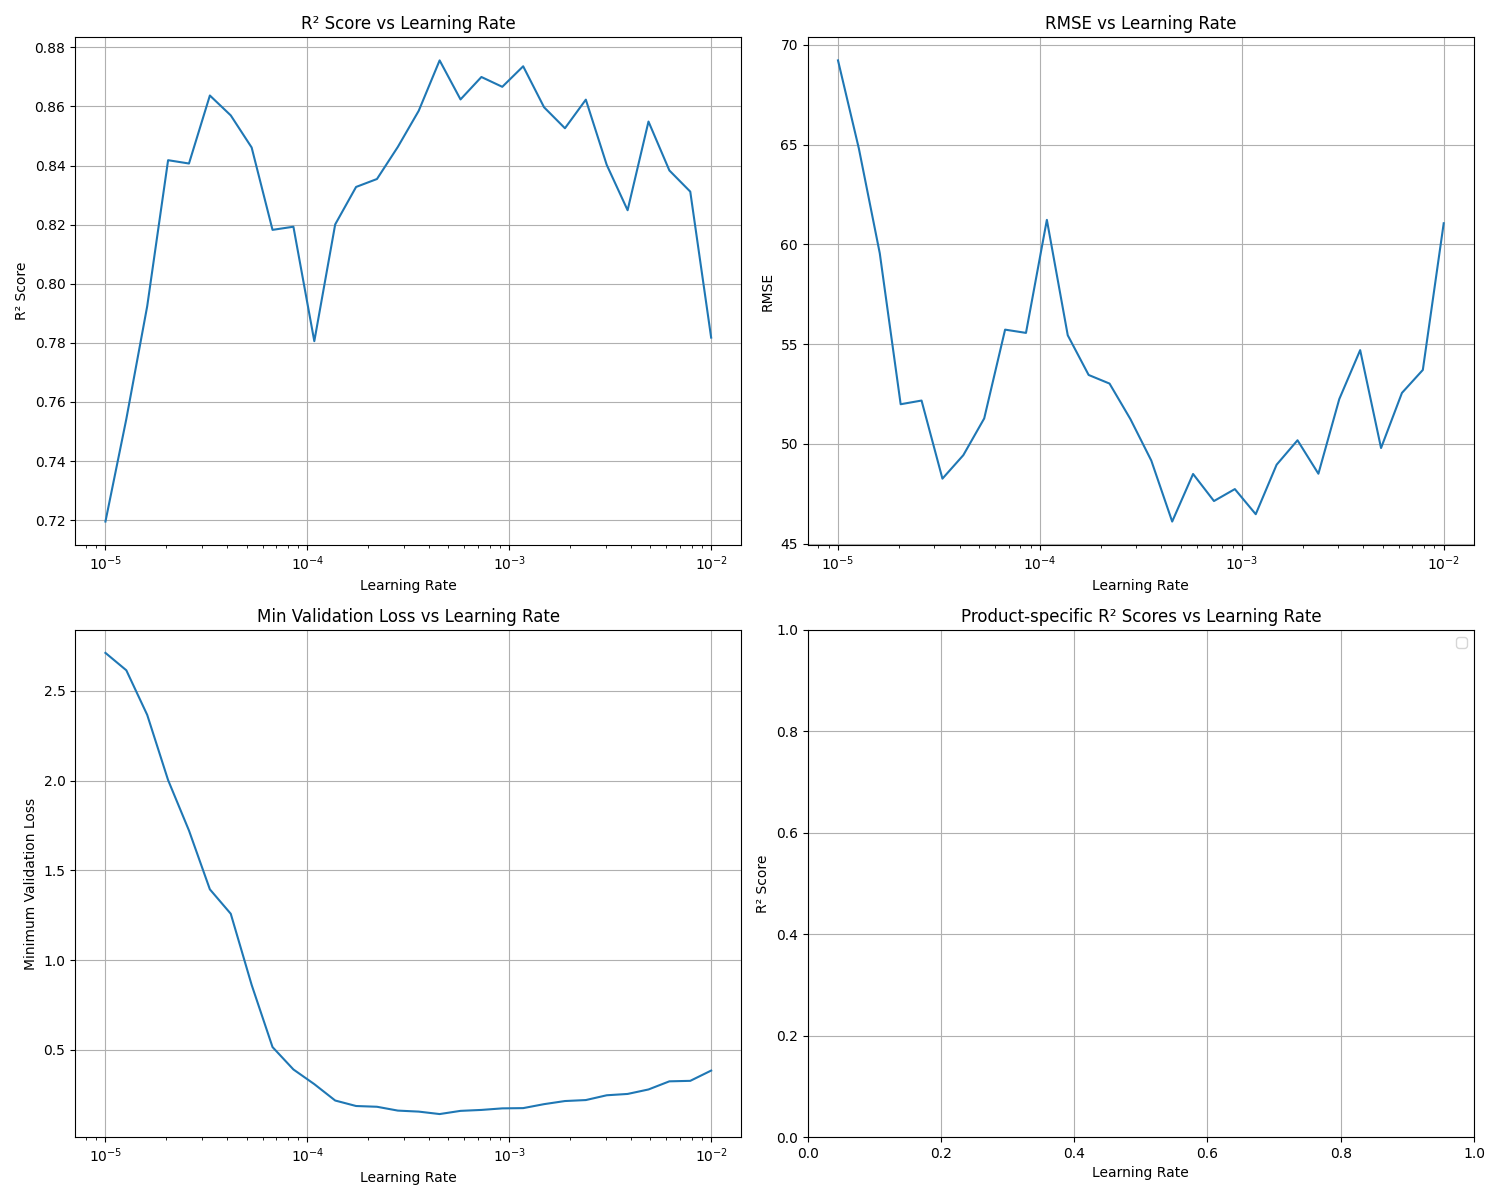 R² Score vs Learning Rate
R² Score
0.88
0.86
0.84
0.82
0.80
0.78
0.76
0.74
0.72
10⁻⁵ 10⁻⁴ 10⁻³ 10⁻²
Learning Rate
RMSE vs Learning Rate
RMSE
70
65
60
55
50
45
10⁻⁵ 10⁻⁴ 10⁻³ 10⁻²
Learning Rate
Min Validation Loss vs Learning Rate
Minimum Validation Loss
2.5
2.0
1.5
1.0
0.5
10⁻⁵ 10⁻⁴ 10⁻³ 10⁻²
Learning Rate
Product-specific R² Scores vs Learning Rate
R² Score
1.0
0.8
0.6
0.4
0.2
0.0
0.0 0.2 0.4 0.6 0.8 1.0
Learning Rate